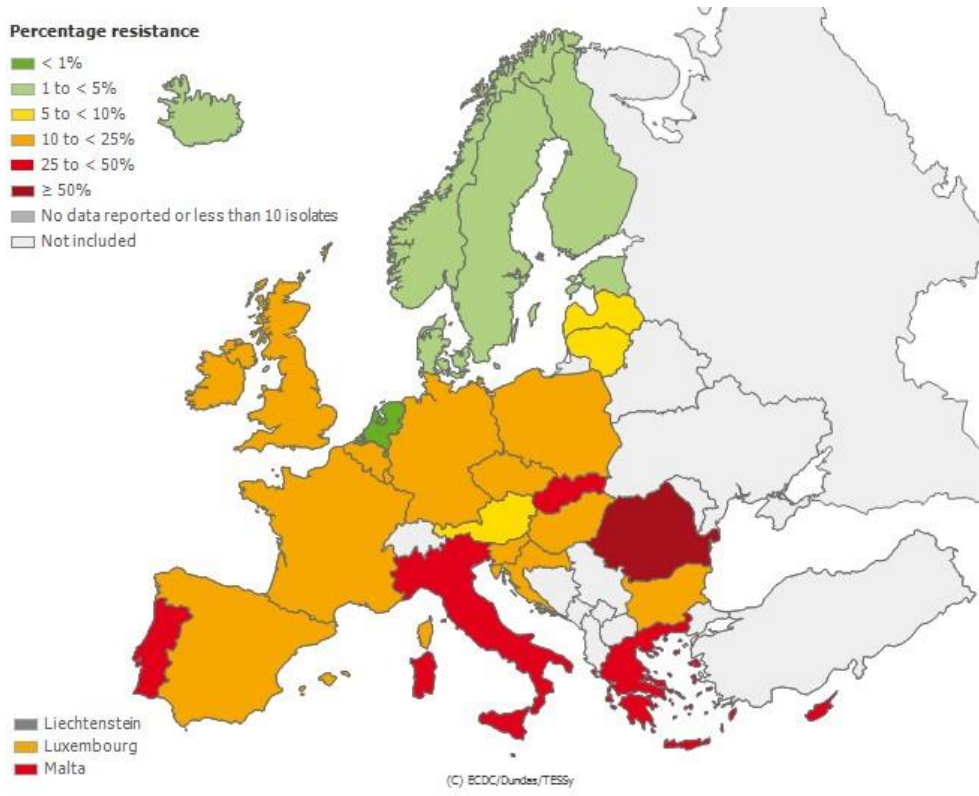 Percentage resistance
< 1%
1 to < 5%
5 to < 10%
10 to < 25%
25 to < 50%
≥ 50%
No data reported or less than 10 isolates
Not included
Liechtenstein
Luxembourg
Malta
(C) ECDC/Dundas/TESSy